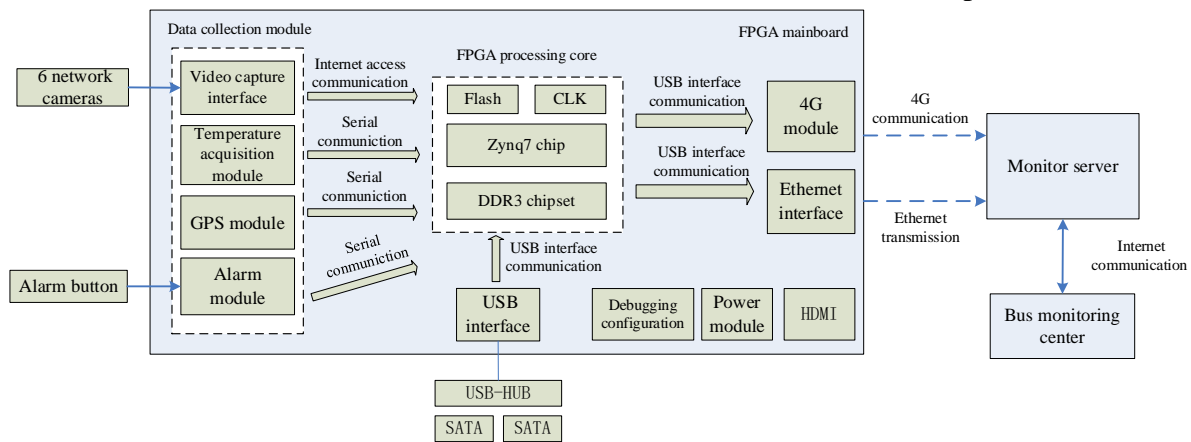 Data collection module
FPGA mainboard
FPGA processing core
6 network
cameras
Video capture
interface
Internet access
communication
Flash
CLK
USB interface
communication
4G
module
4G
communication
Temperature
acquisition
module
Serial
conmuniction
Zynq7 chip
USB interface
communication
Monitor server
GPS module
Serial
conmuniction
DDR3 chipset
Ethernet
interface
Ethernet
transmission
Alarm button
Alarm
module
Serial
conmuniction
USB interface
communication
Internet
communication
USB
interface
Debugging
configuration
Power
module
HDMI
Bus monitoring
center
USB-HUB
SATA
SATA